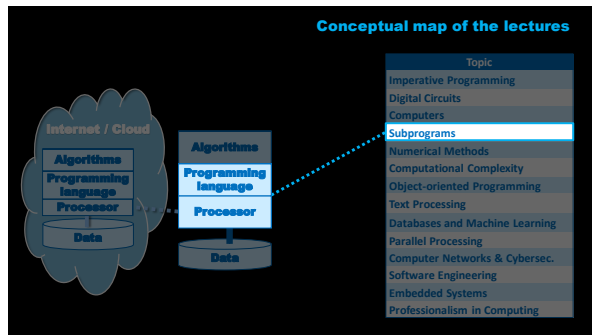 Conceptual map of the lectures
Internet / Cloud
Algorithms
Programming
language
Processor
Data
Algorithms
Programming
language
Processor
Data
Topic
Imperative Programming
Digital Circuits
Computers
Subprograms
Numerical Methods
Computational Complexity
Object-oriented Programming
Text Processing
Databases and Machine Learning
Parallel Processing
Computer Networks & Cybersec.
Software Engineering
Embedded Systems
Professionalism in Computing